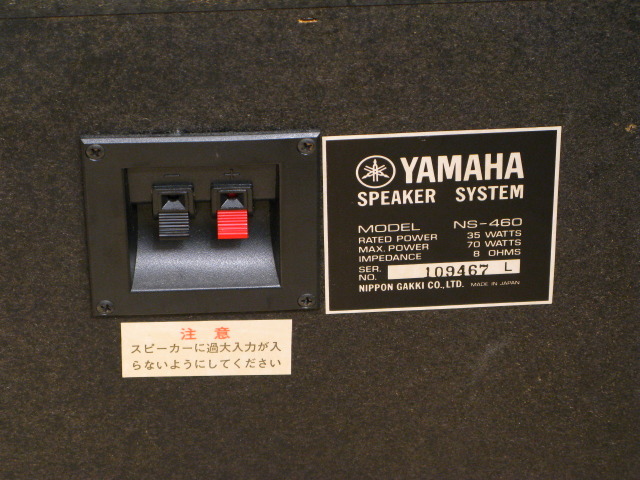 YAMAHA
SPEAKER SYSTEM
MODEL NS-460
RATED POWER 35 WATTS
MAX. POWER 70 WATTS
IMPEDANCE 8 OHMS
SER. NO. 109467 L
NIPPON GAKKI CO., LTD. MADE IN JAPAN
注意
スピーカーに過大入力が入
らないようにしてください